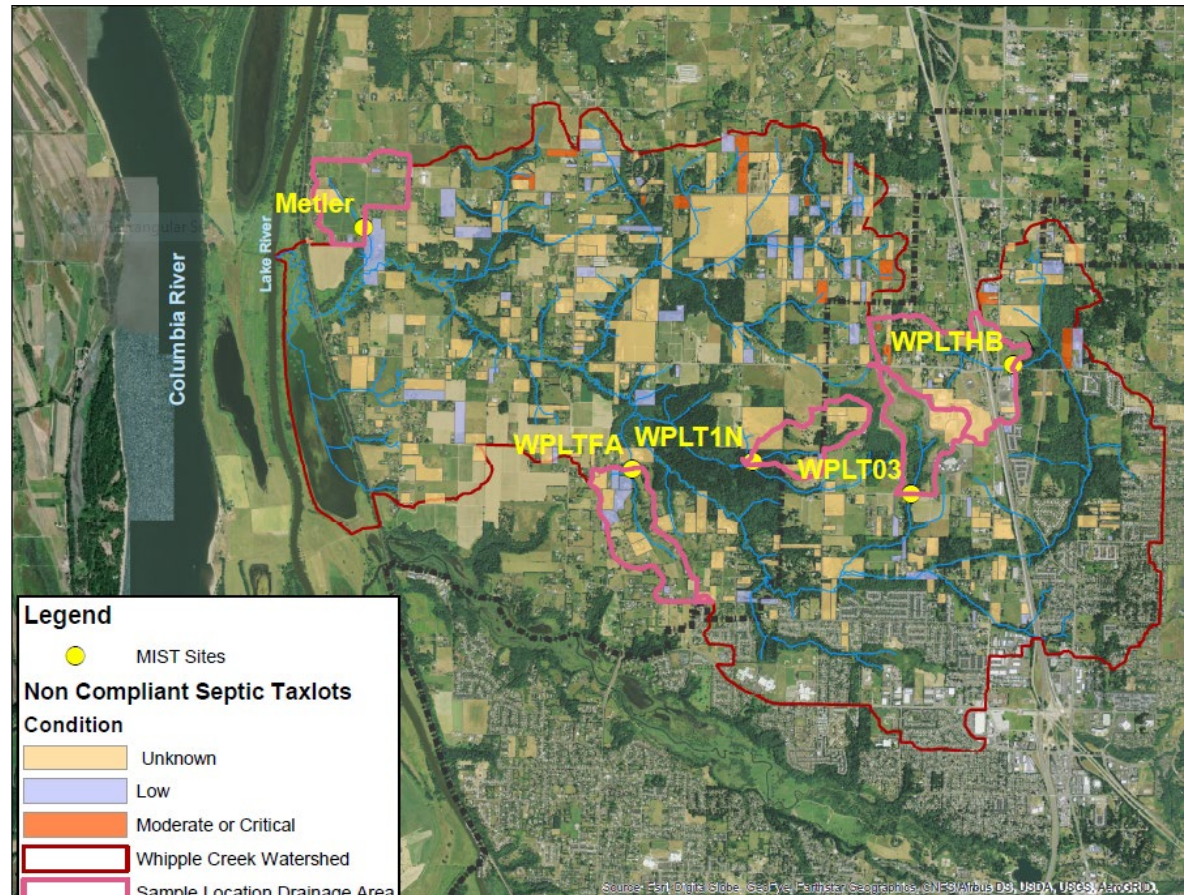 Metler
Lake River
Columbia River
WPLTHB
WPLTFA
WPLT1N
WPLT03
Legend
MIST Sites
Non Compliant Septic Taxlots
Condition
Unknown
Low
Moderate or Critical
Whipple Creek Watershed
Sample Location Drainage Area
Source: Esri, Digital Globe, GeoEye, Earthstar Geographics, CNES/Airbus DS, USDA, USGS, AeroGRID,